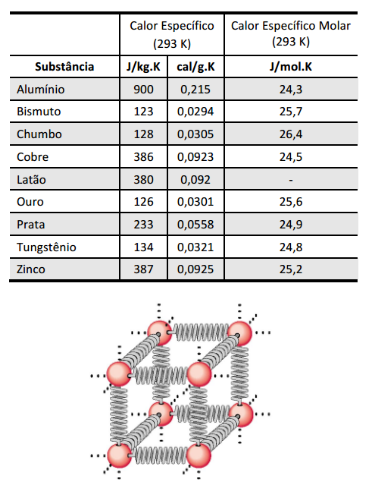 Calor Específico Calor Específico Molar
(293 K) (293 K)
Substância J/kg.K cal/g.K J/mol.K
Alumínio 900 0,215 24,3
Bismuto 123 0,0294 25,7
Chumbo 128 0,0305 26,4
Cobre 386 0,0923 24,5
Latão 380 0,092 -
Ouro 126 0,0301 25,6
Prata 233 0,0558 24,9
Tungstênio 134 0,0321 24,8
Zinco 387 0,0925 25,2